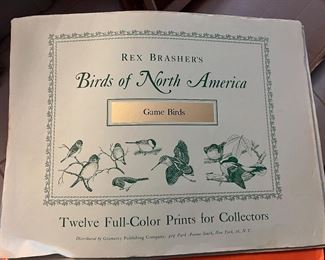 REX BRASHER'S
Birds of North America
Game Birds
Twelve Full-Color Prints for Collectors
Distributed by Geometry Publishing Company, 419 Park Avenue South, New York, 16, N.Y.